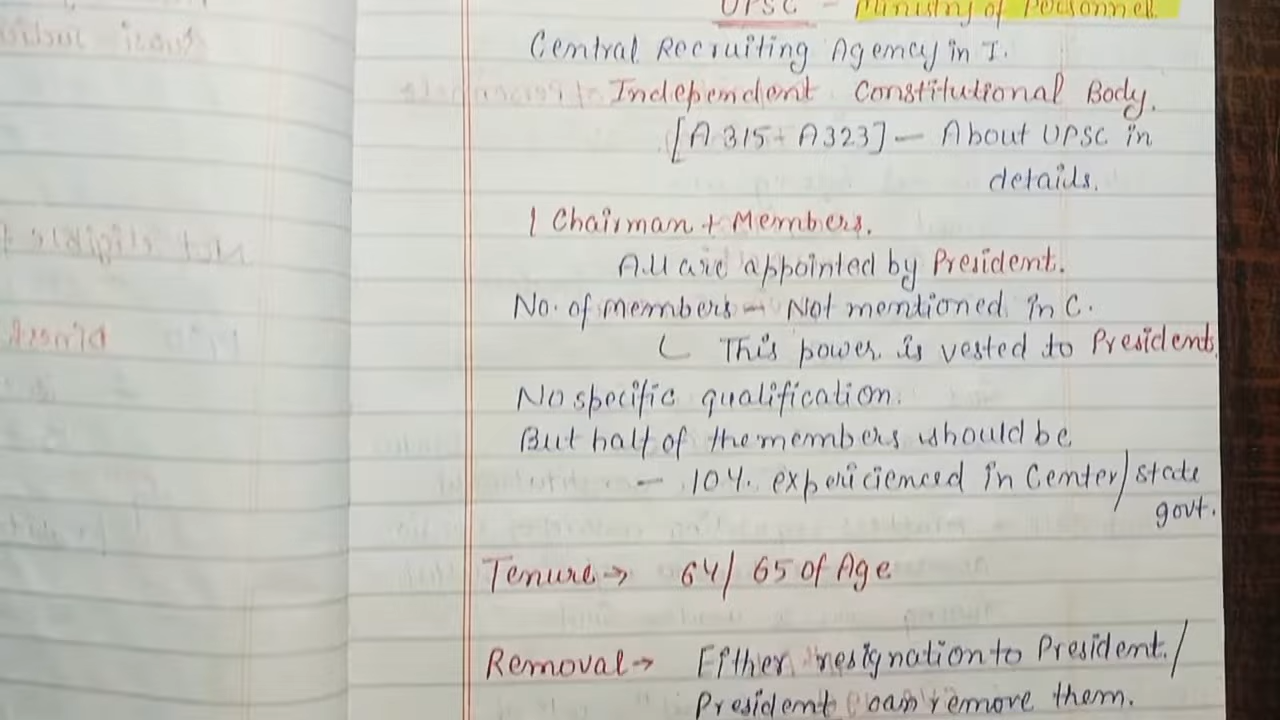 UPSC - Ministry of Personnel
Central Recruiting Agency in I.
Independent Constitutional Body.
[A 315 - A 323] — About UPSC in
details.
1 Chairman + Members.
All are appointed by President.
No. of members - Not mentioned in C.
This power is vested to President.
No specific qualification.
But half of the members should be
- 10 Y. expericienced in Center/state
govt.
Tenure → 64/ 65 of Age
Removal → Either resignation to President./
President can remove them.